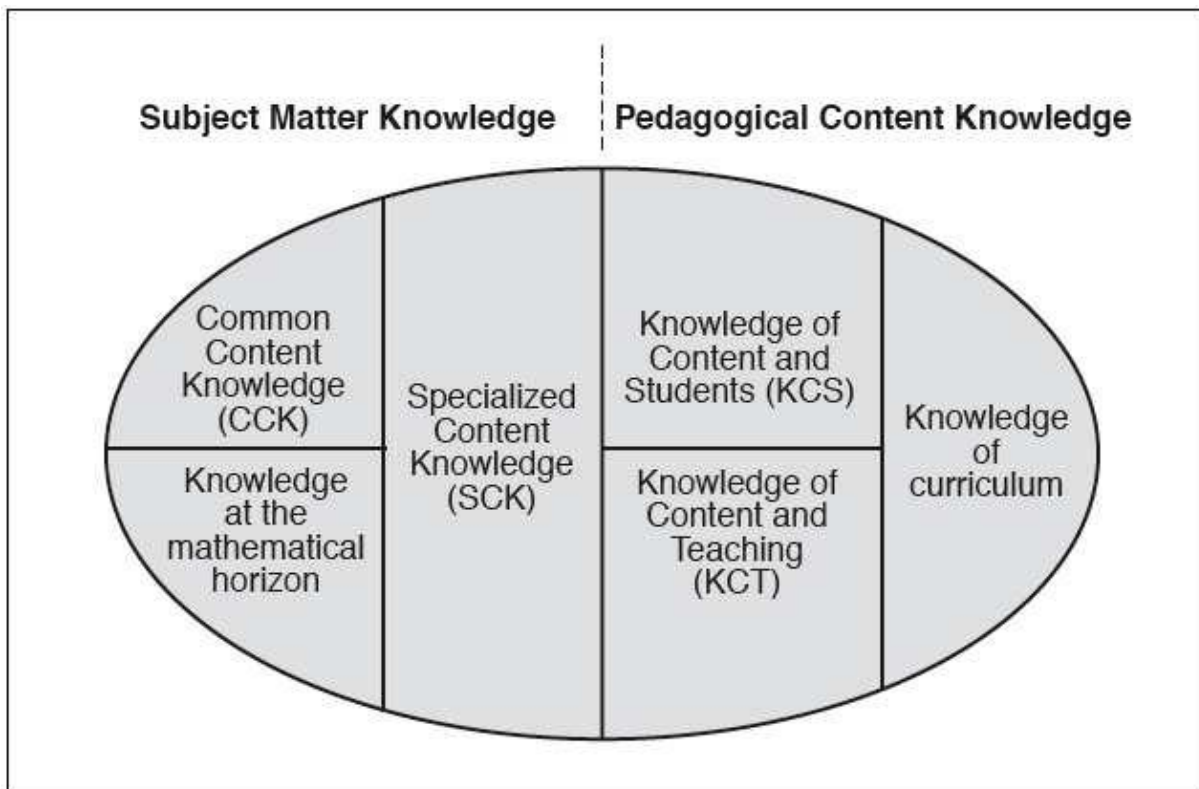 Subject Matter Knowledge
Pedagogical Content Knowledge
Common
Content
Knowledge
(CCK)
Knowledge
at the
mathematical
horizon
Specialized
Content
Knowledge
(SCK)
Knowledge of
Content and
Students (KCS)
Knowledge of
Content and
Teaching
(KCT)
Knowledge
of
curriculum